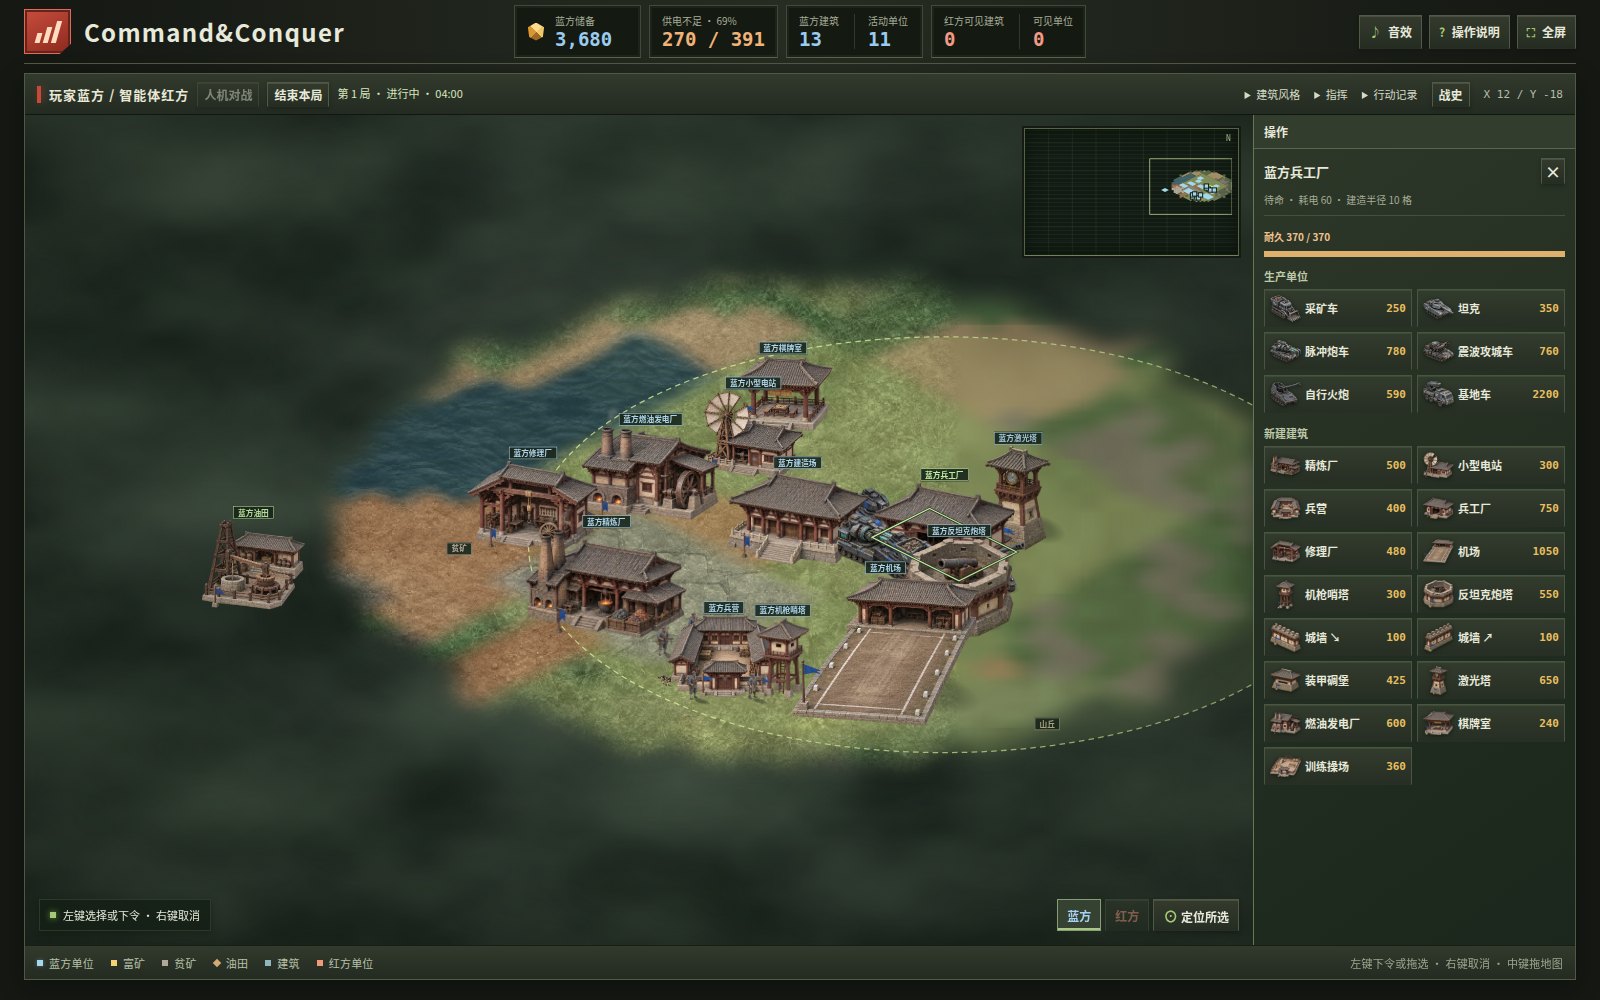 Command&Conquer
蓝方储备
3,680
供电不足 · 69%
270 / 391
蓝方建筑
13
活动单位
11
红方可见建筑
0
可见单位
0
♪ 音效
? 操作说明
全屏
玩家蓝方 / 智能体红方
人机对战
结束本局
第 1 局 · 进行中 · 04:00
▶ 建筑风格
▶ 指挥
▶ 行动记录
战史
X 12 / Y -18
N
蓝方棋牌室
蓝方小型电站
蓝方燃油发电厂
蓝方修理厂
蓝方建造场
蓝方激光塔
蓝方兵工厂
蓝方油田
蓝方精炼厂
蓝方反坦克炮塔
贫矿
蓝方机场
蓝方兵营
蓝方机枪哨塔
山丘
左键选择或下令 · 右键取消
蓝方
红方
定位所选
操作
蓝方兵工厂
×
待命 · 耗电 60 · 建造半径 10 格
耐久 370 / 370
生产单位
采矿车 250
坦克 350
脉冲炮车 780
震波攻城车 760
自行火炮 590
基地车 2200
新建建筑
精炼厂 500
小型电站 300
兵营 400
兵工厂 750
修理厂 480
机场 1050
机枪哨塔 300
反坦克炮塔 550
城墙 ↘ 100
城墙 ↗ 100
装甲碉堡 425
激光塔 650
燃油发电厂 600
棋牌室 240
训练操场 360
蓝方单位
富矿
贫矿
油田
建筑
红方单位
左键下令或拖选 · 右键取消 · 中键拖地图